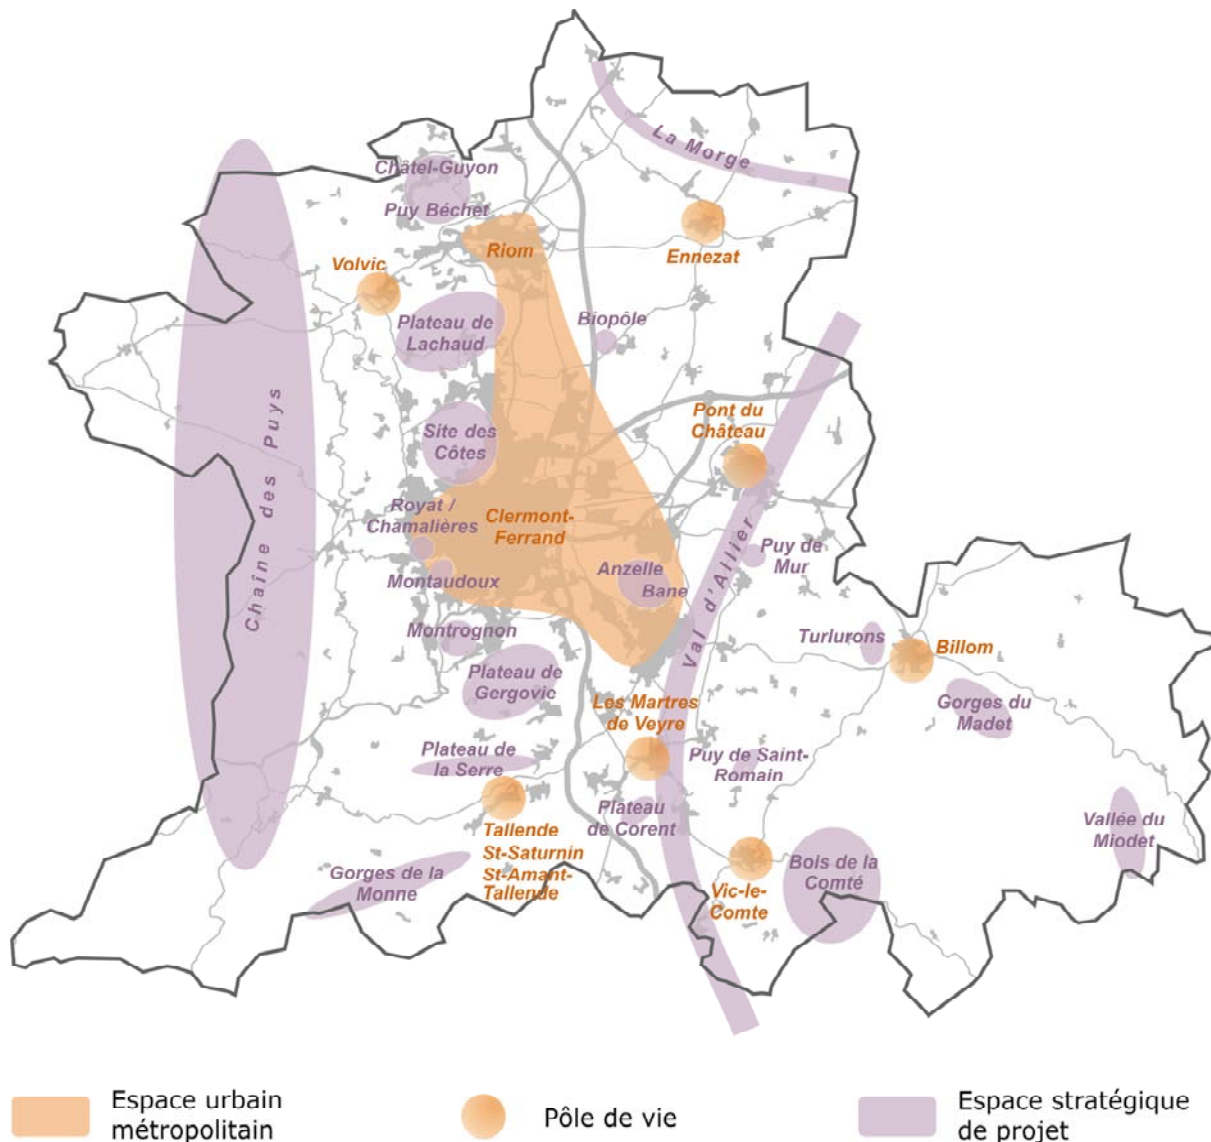 La Morge
Châtel-Guyon
Puy Béchet
Riom
Volvic
Ennezat
Plateau de
Lachaud
Biopôle
Chaîne des Puys
Site des
Côtes
Pont du
Château
Royat /
Chamalières
Clermont-
Ferrand
Montaudoux
Anzelle
Bane
Val d'Allier
Puy de
Mur
Montrognon
Turlurons
Billom
Plateau de
Gergovie
Les Martres
de Veyre
Gorges du
Madet
Plateau de
la Serre
Puy de Saint-
Romain
Plateau
de Corent
Tallende
St-Saturnin
St-Amant-
Tallende
Vallée du
Miodet
Gorges de la
Monne
Vic-le-
Comte
Bois de la
Comté
Espace urbain
métropolitain
Pôle de vie
Espace stratégique
de projet